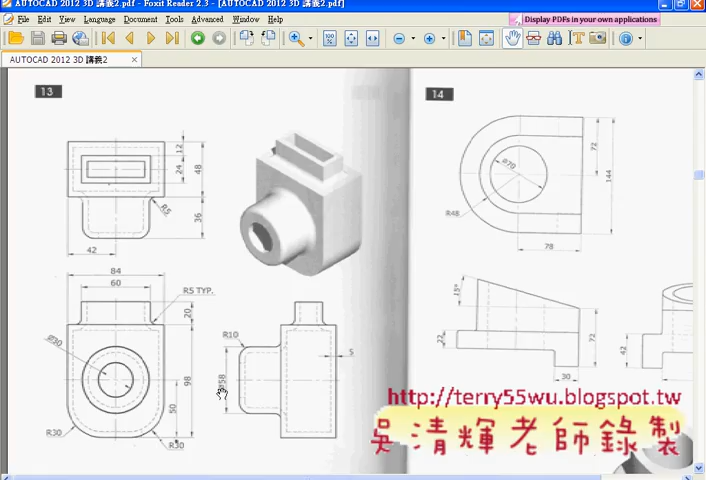 AUTOCAD 2012 3D 講義2.pdf - Foxit Reader 2.3 - [AUTOCAD 2012 3D 講義2.pdf]
File Edit View Language Document Tools Advanced Window Help
Display PDFs in your own applications
AUTOCAD 2012 3D 講義2
13
14
12
24
48
36
R5
42
84
60
R5 TYP.
20
98
50
R30
R30
R10
5
Ø70
R48
72
144
78
15°
22
72
30
42
http://terry55wu.blogspot.tw
吳清輝老師錄製